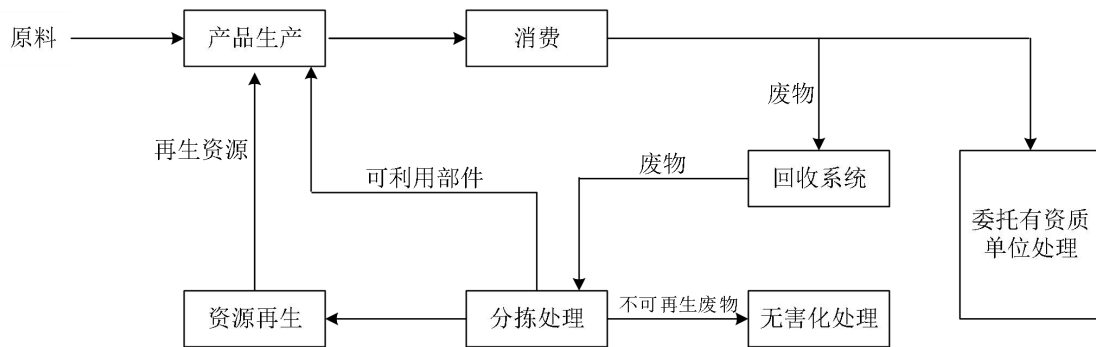 原料
产品生产
消费
废物
再生资源
可利用部件
废物
回收系统
委托有资质
单位处理
资源再生
分拣处理
不可再生废物
无害化处理